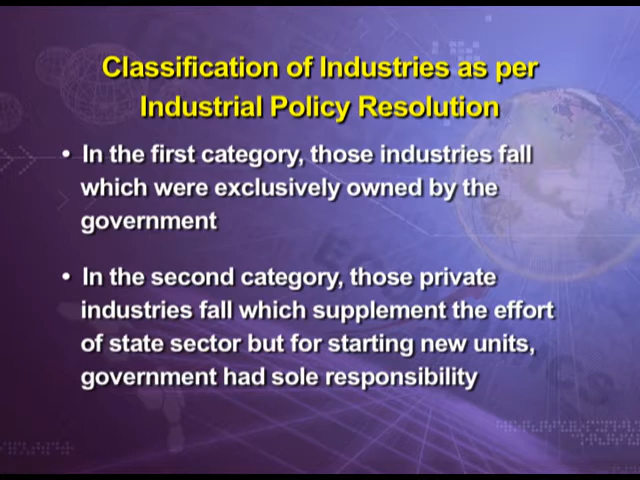 Classification of Industries as per
Industrial Policy Resolution
• In the first category, those industries fall
which were exclusively owned by the
government
• In the second category, those private
industries fall which supplement the effort
of state sector but for starting new units,
government had sole responsibility